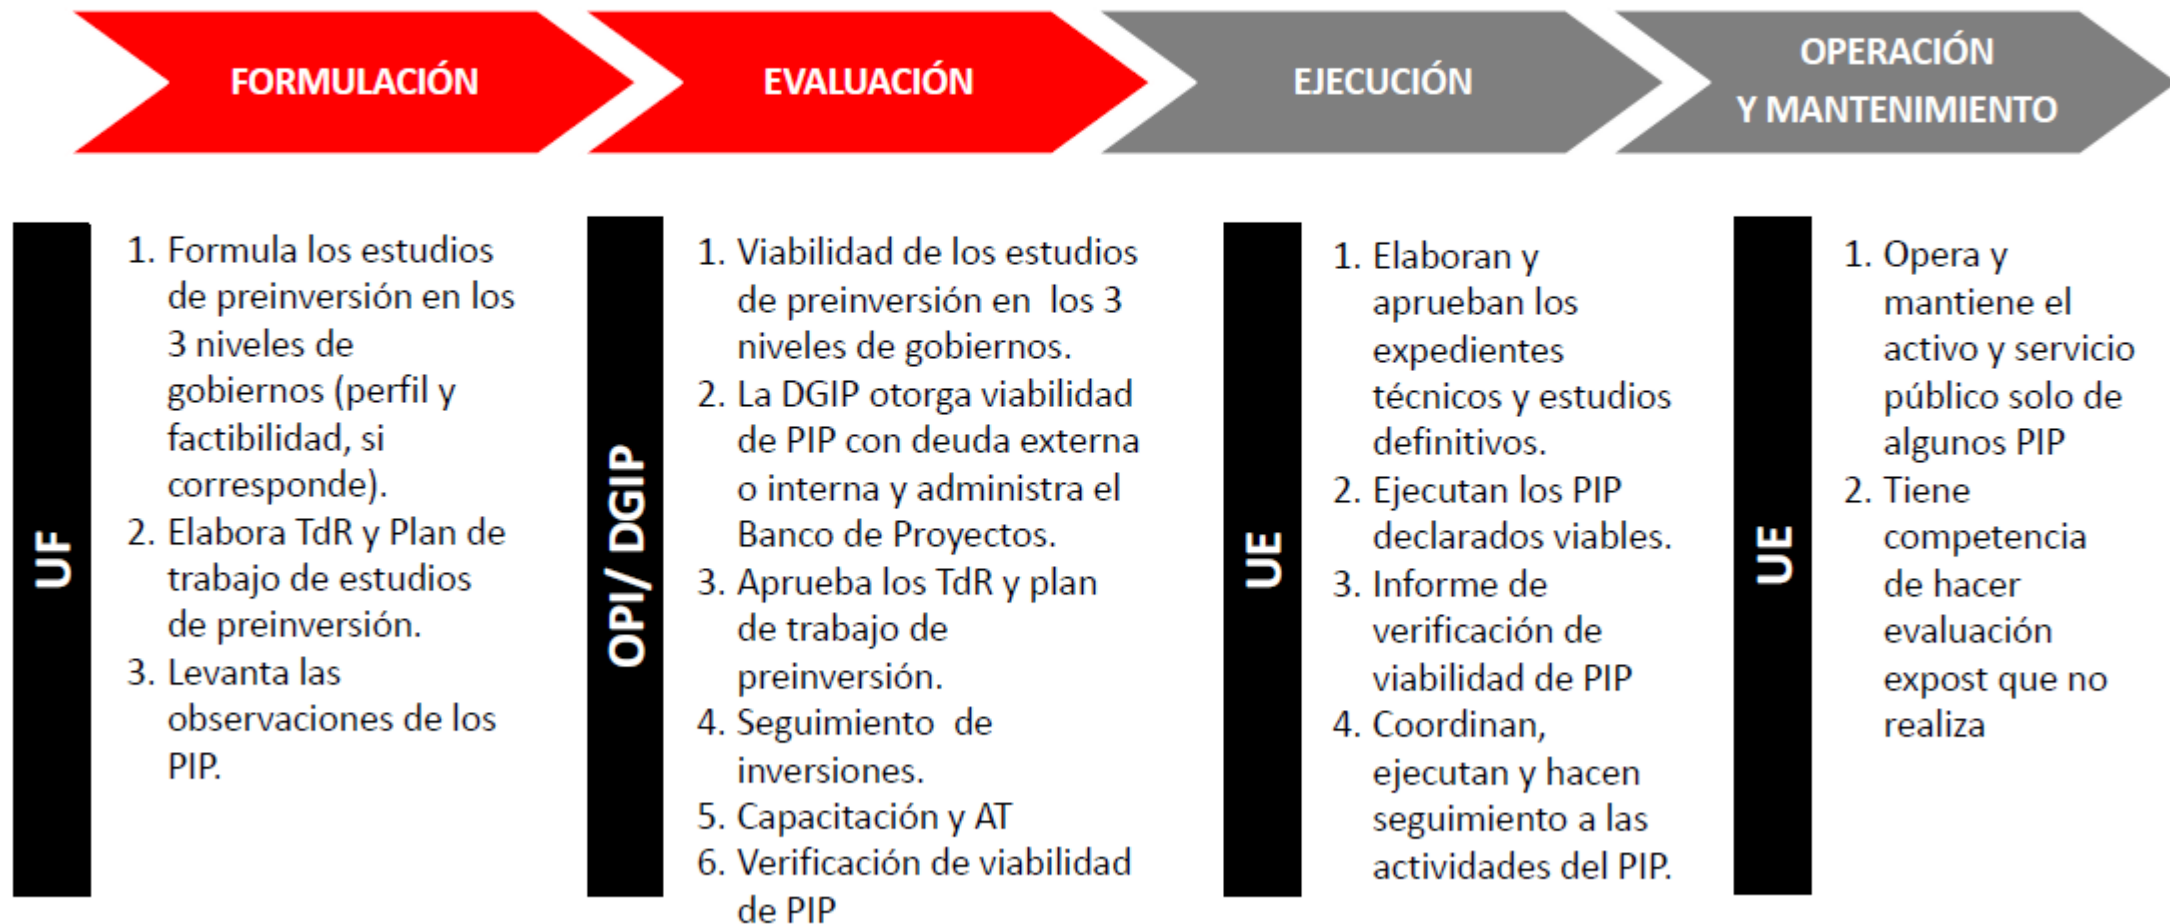 FORMULACIÓN
EVALUACIÓN
EJECUCIÓN
OPERACIÓN
Y MANTENIMIENTO
UF
1. Formula los estudios
de preinversión en los
3 niveles de
gobiernos (perfil y
factibilidad, si
corresponde).
2. Elabora TdR y Plan de
trabajo de estudios
de preinversión.
3. Levanta las
observaciones de los
PIP.
OPI/ DGIP
1. Viabilidad de los estudios
de preinversión en los 3
niveles de gobiernos.
2. La DGIP otorga viabilidad
de PIP con deuda externa
o interna y administra el
Banco de Proyectos.
3. Aprueba los TdR y plan
de trabajo de
preinversión.
4. Seguimiento de
inversiones.
5. Capacitación y AT
6. Verificación de viabilidad
de PIP
UE
1. Elaboran y
aprueban los
expedientes
técnicos y estudios
definitivos.
2. Ejecutan los PIP
declarados viables.
3. Informe de
verificación de
viabilidad de PIP
4. Coordinan,
ejecutan y hacen
seguimiento a las
actividades del PIP.
UE
1. Opera y
mantiene el
activo y servicio
público solo de
algunos PIP
2. Tiene
competencia
de hacer
evaluación
expost que no
realiza